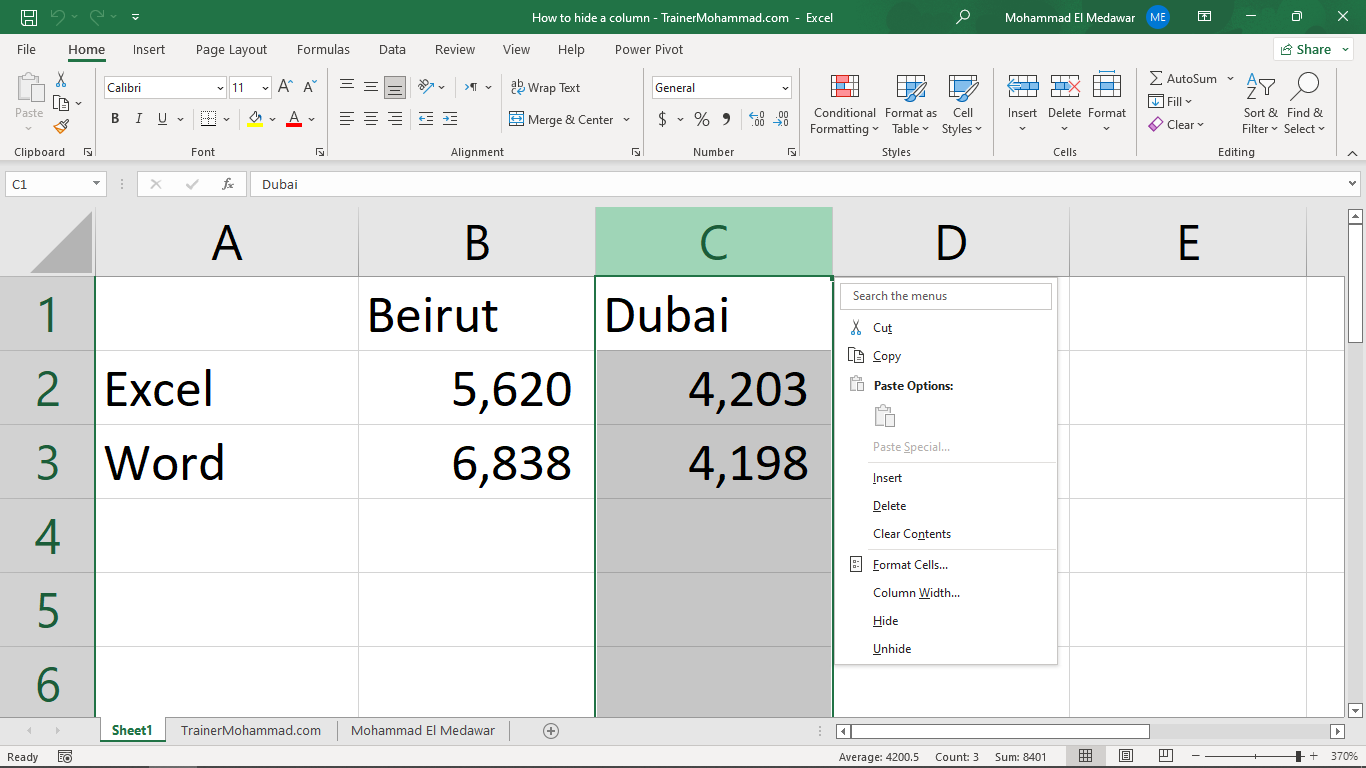 How to hide a column - TrainerMohammad.com - Excel
Mohammad El Medawar ME
File Home Insert Page Layout Formulas Data Review View Help Power Pivot Share
Calibri 11 A A ab Wrap Text General AutoSum
Paste Fill
B I U A Merge & Center $ % 9 .00 .00
Conditional Formatting
Format as Table
Cell Styles
Insert Delete Format
Clear
Sort & Filter
Find & Select
Clipboard Font Alignment Number Styles Cells Editing
C1 fx Dubai
A B C D E
1 Beirut Dubai
2 Excel 5,620 4,203
3 Word 6,838 4,198
4
5
6
Search the menus
Cut
Copy
Paste Options:
Paste Special...
Insert
Delete
Clear Contents
Format Cells...
Column Width...
Hide
Unhide
Sheet1 TrainerMohammad.com Mohammad El Medawar
Ready Average: 4200.5 Count: 3 Sum: 8401 370%